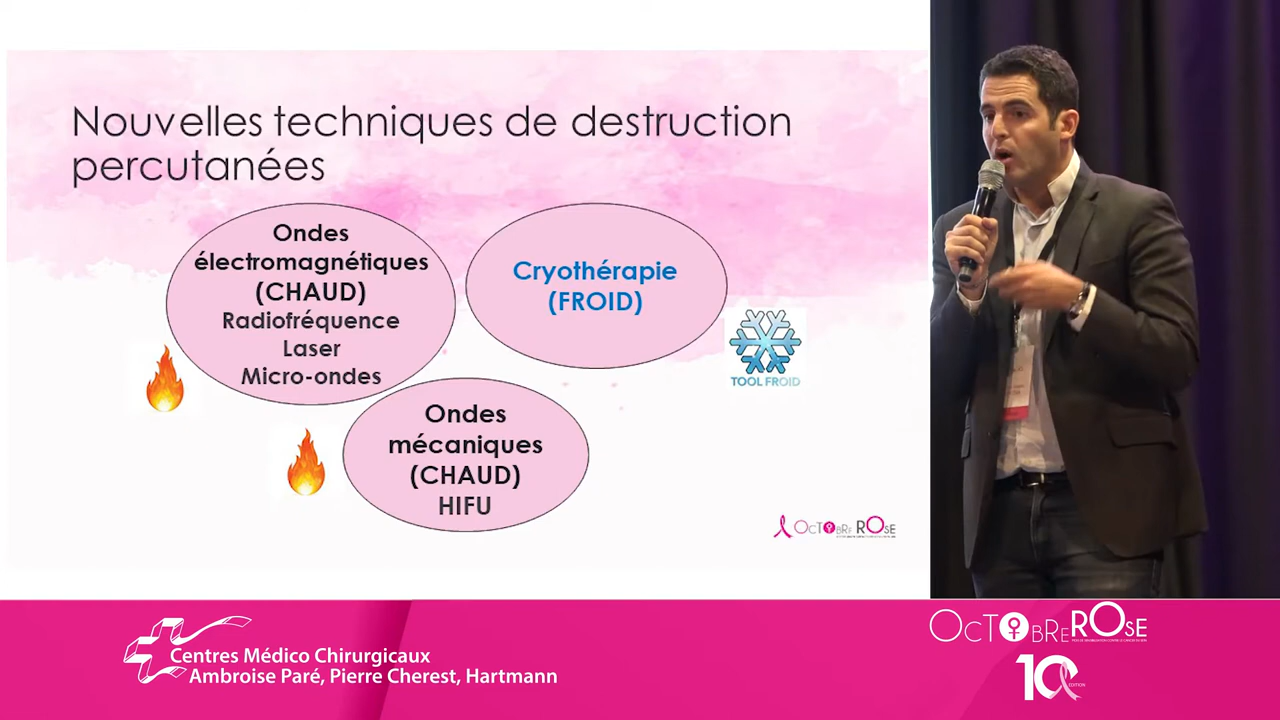 Nouvelles techniques de destruction
percutanées
Ondes
électromagnétiques
(CHAUD)
Radiofréquence
Laser
Micro-ondes
Cryothérapie
(FROID)
TOOL FROID
Ondes
mécaniques
(CHAUD)
HIFU
OCTOBRE ROSE
Centres Médico Chirurgicaux
Ambroise Paré, Pierre Cherest, Hartmann
OCTOBRE ROSE
10
EDITION